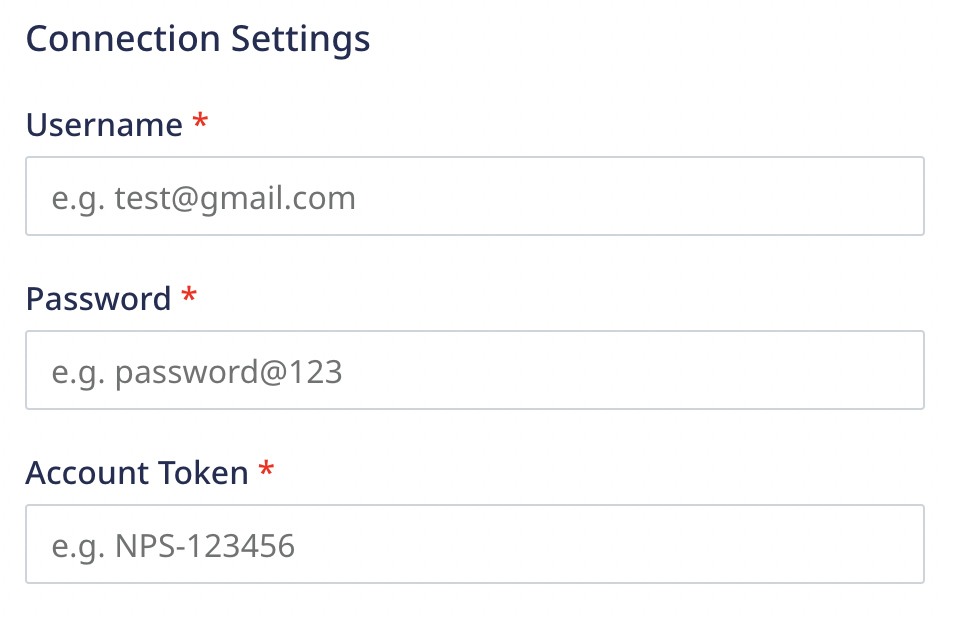 Connection Settings
Username *
e.g. test@gmail.com
Password *
e.g. password@123
Account Token *
e.g. NPS-123456